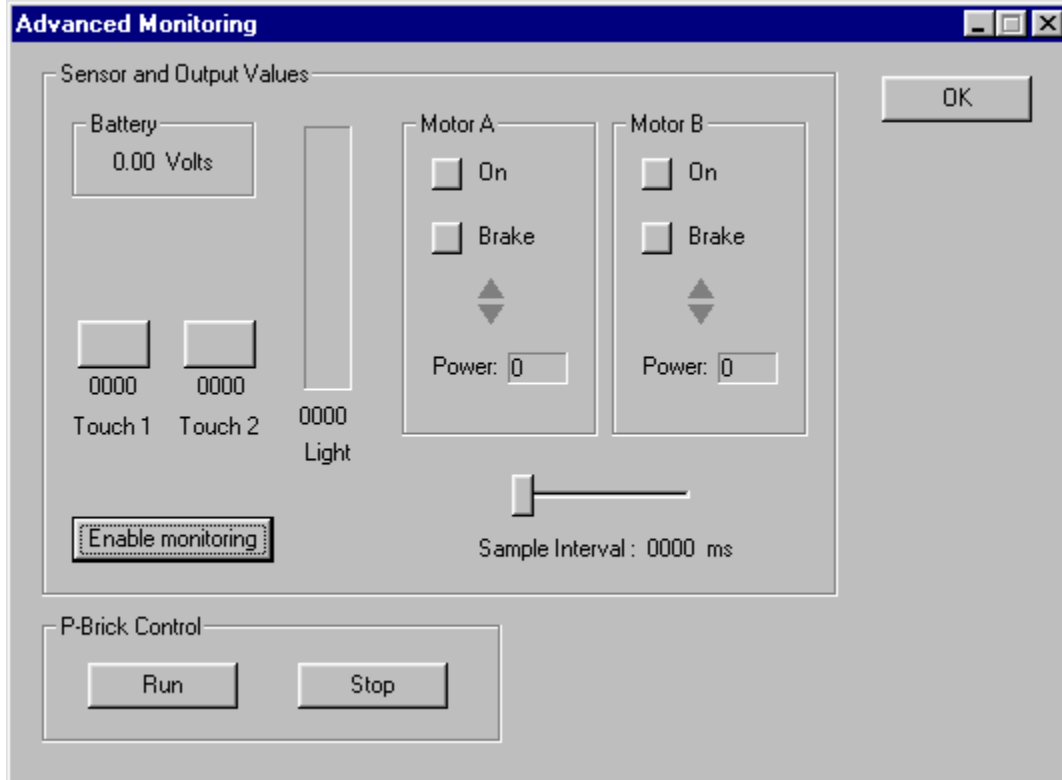 Advanced Monitoring
Sensor and Output Values
OK
Battery
0.00 Volts
Motor A
On
Brake
Power: 0
Motor B
On
Brake
Power: 0
0000
Touch 1
0000
Touch 2
0000
Light
Enable monitoring
Sample Interval : 0000 ms
P-Brick Control
Run
Stop